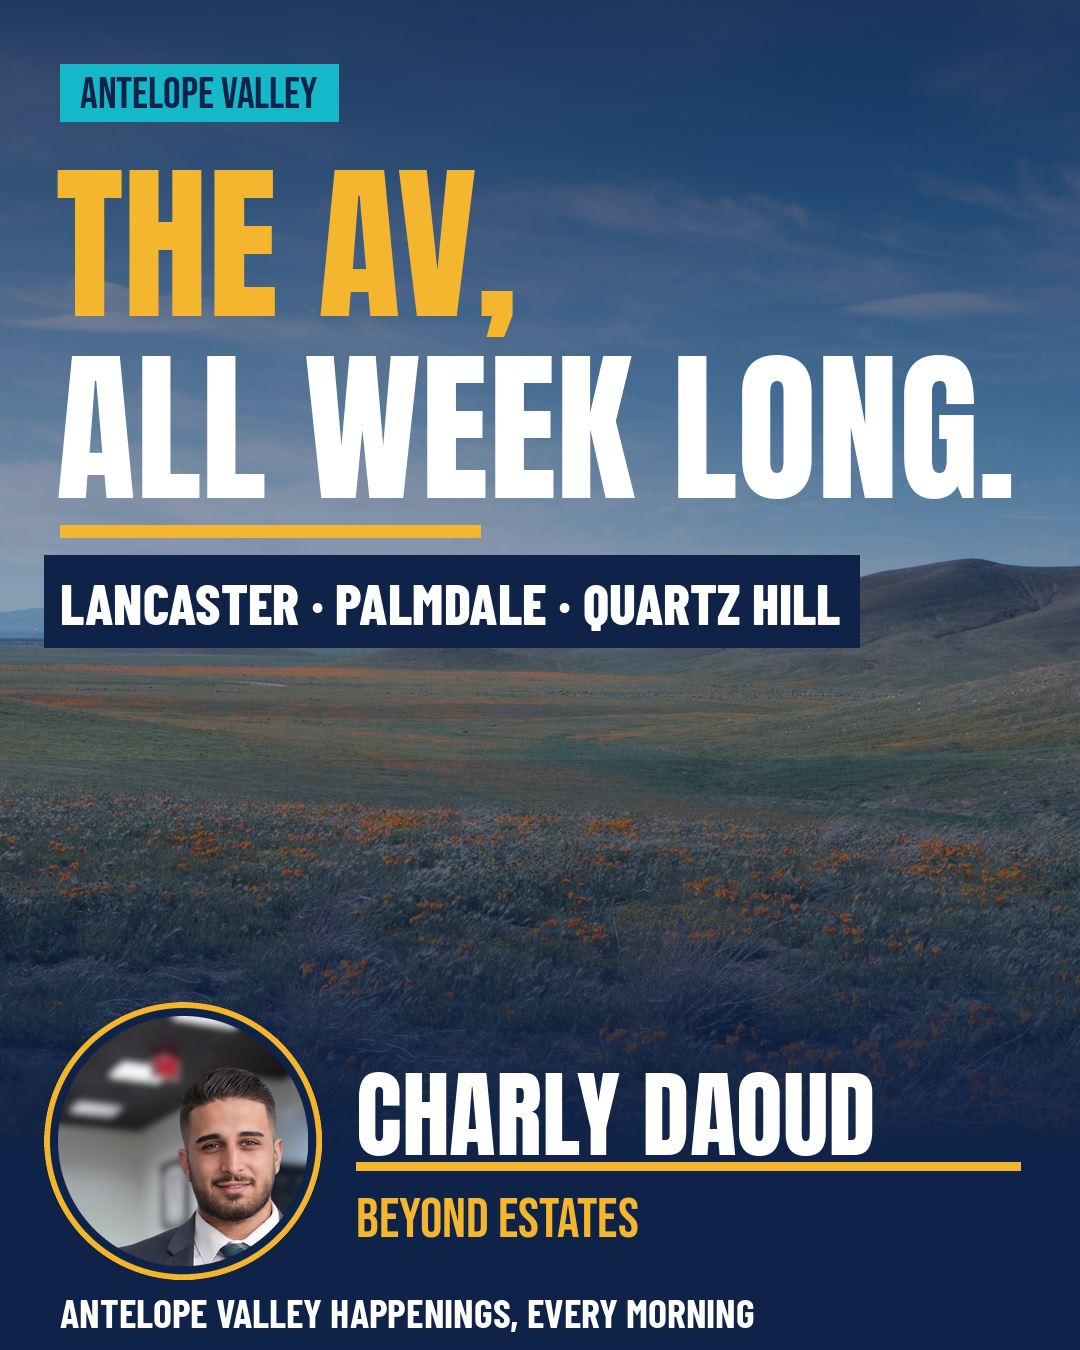 ANTELOPE VALLEY
THE AV,
ALL WEEK LONG.
LANCASTER · PALMDALE · QUARTZ HILL
CHARLY DAOUD
BEYOND ESTATES
ANTELOPE VALLEY HAPPENINGS, EVERY MORNING